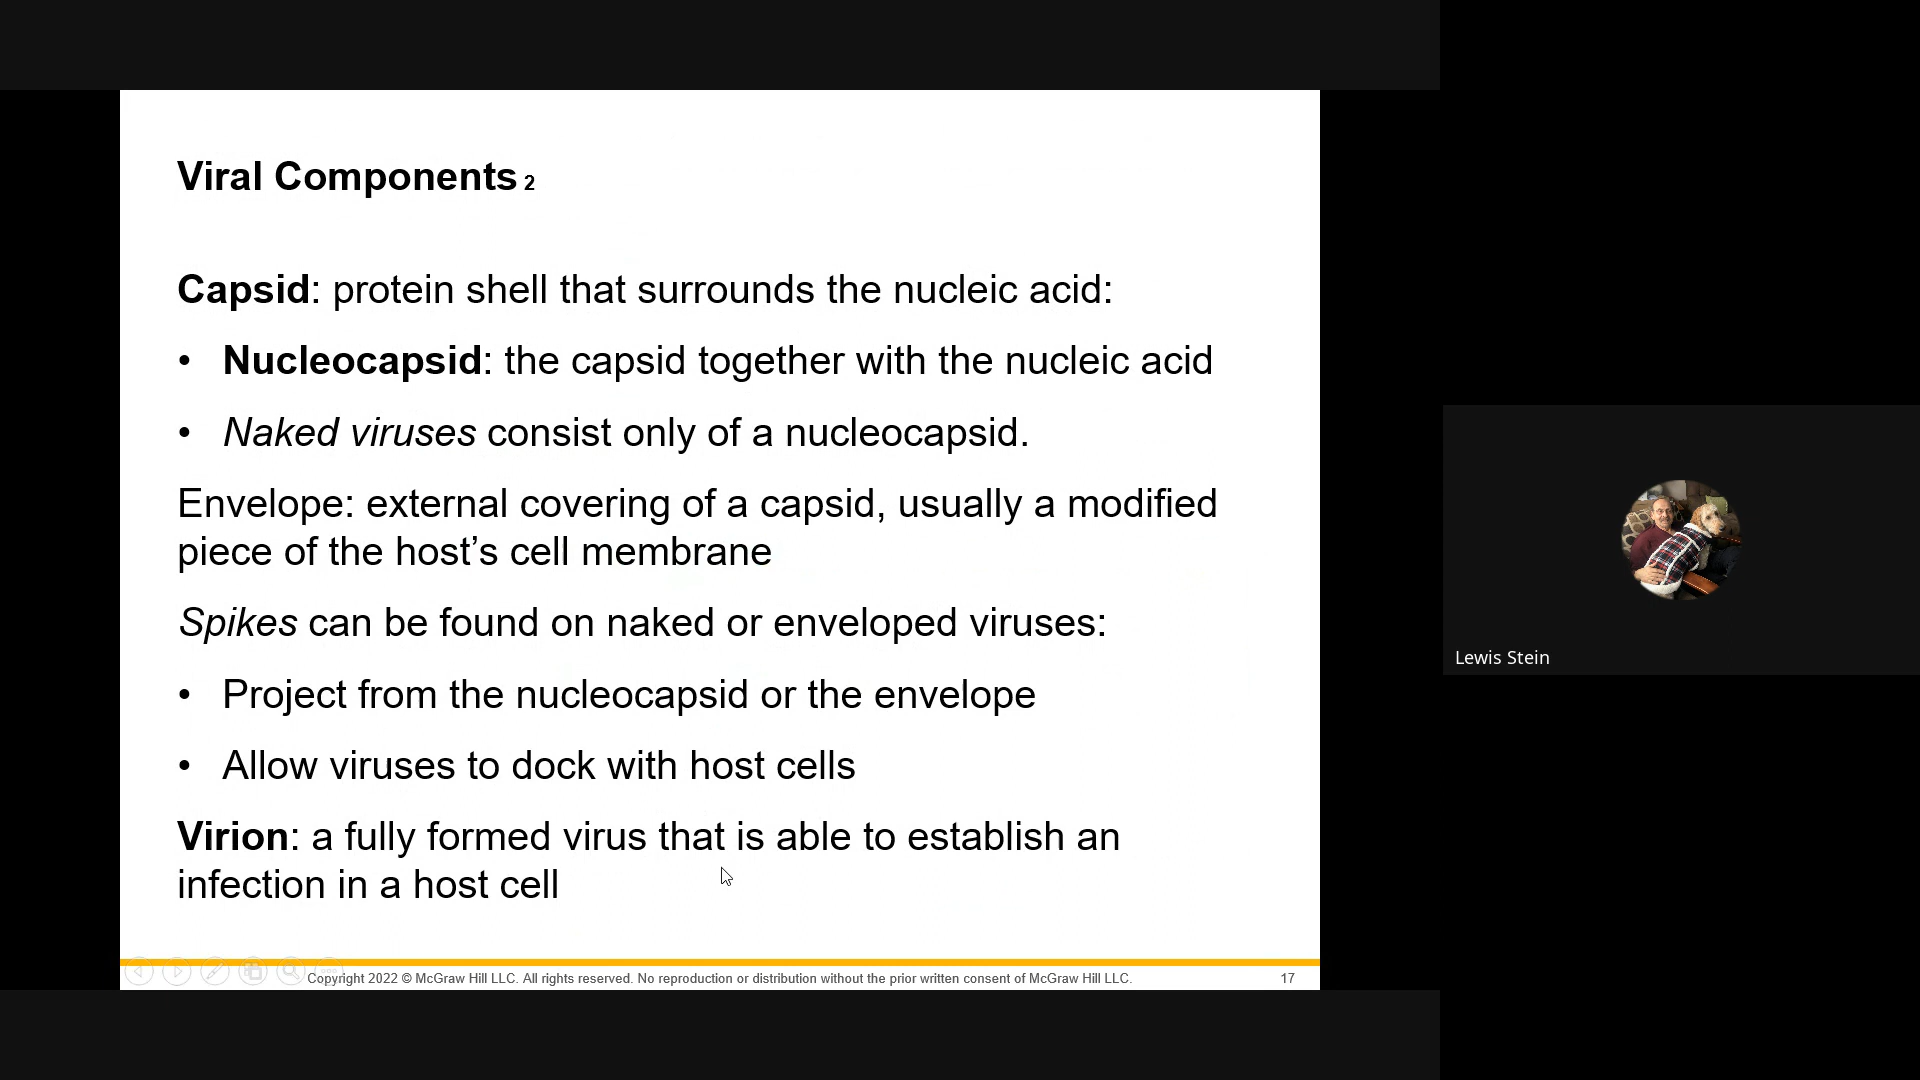 Viral Components 2
Capsid: protein shell that surrounds the nucleic acid:
• Nucleocapsid: the capsid together with the nucleic acid
• Naked viruses consist only of a nucleocapsid.
Envelope: external covering of a capsid, usually a modified
piece of the host’s cell membrane
Spikes can be found on naked or enveloped viruses:
• Project from the nucleocapsid or the envelope
• Allow viruses to dock with host cells
Virion: a fully formed virus that is able to establish an
infection in a host cell
Copyright 2022 © McGraw Hill LLC. All rights reserved. No reproduction or distribution without the prior written consent of McGraw Hill LLC.
17
Lewis Stein